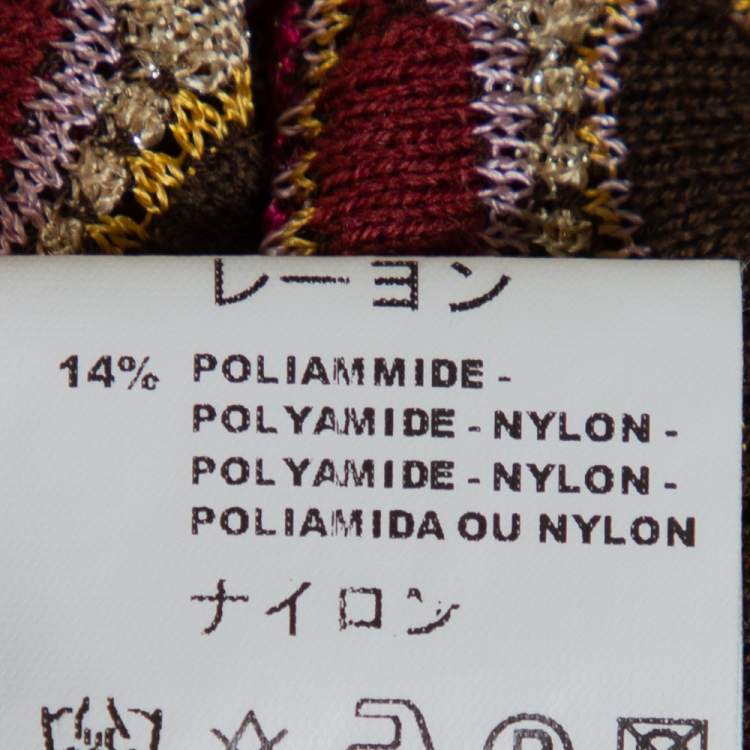 レーヨン
14% POLIAMMIDE -
POLYAMIDE - NYLON -
POLYAMIDE - NYLON -
POLIAMIDA OU NYLON
ナイロン
P